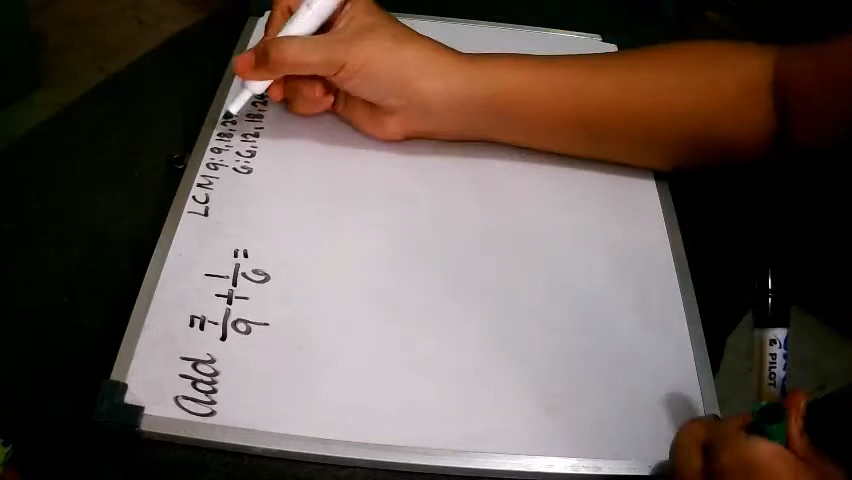 LCM 9: 9, 18, 27
6: 6, 12, 18, 24
add 7/9 + 1/6 =
PILOT